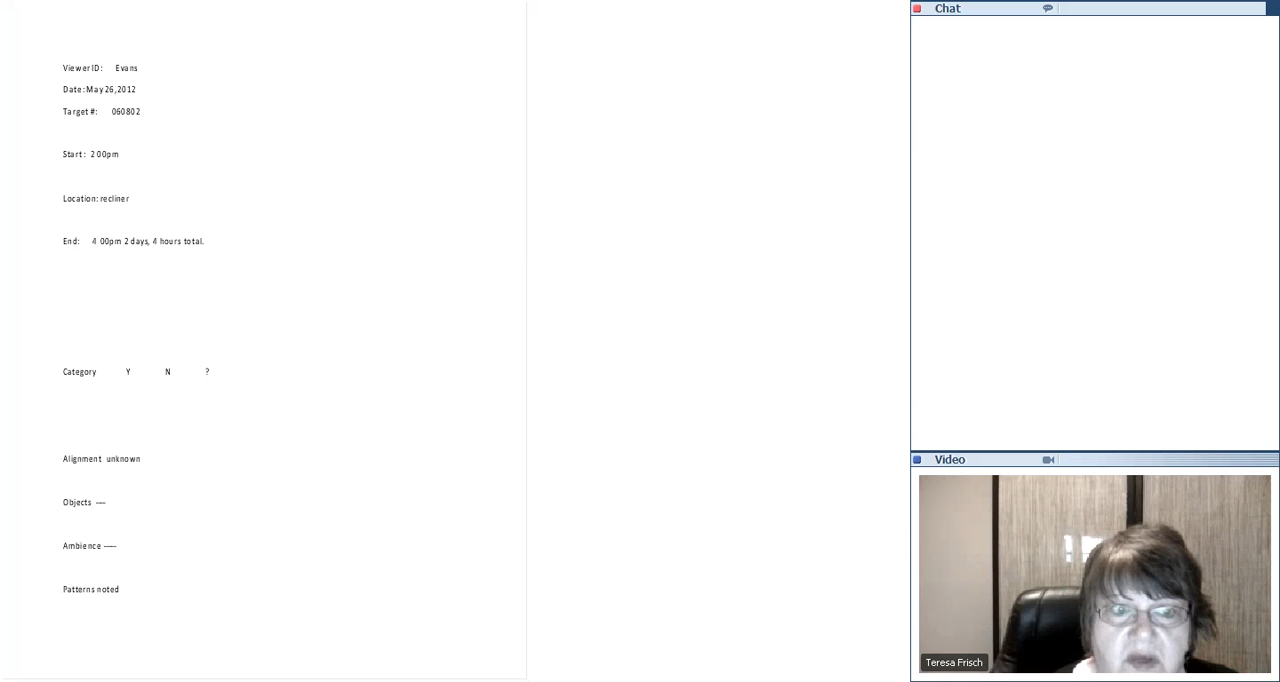 Viewer ID: Evans
Date: May 26, 2012
Target #: 060802
Start: 2 00pm
Location: recliner
End: 4 00pm 2 days, 4 hours total.
Category Y N ?
Alignment unknown
Objects ----
Ambience -----
Patterns noted
Chat
Video
Teresa Frisch